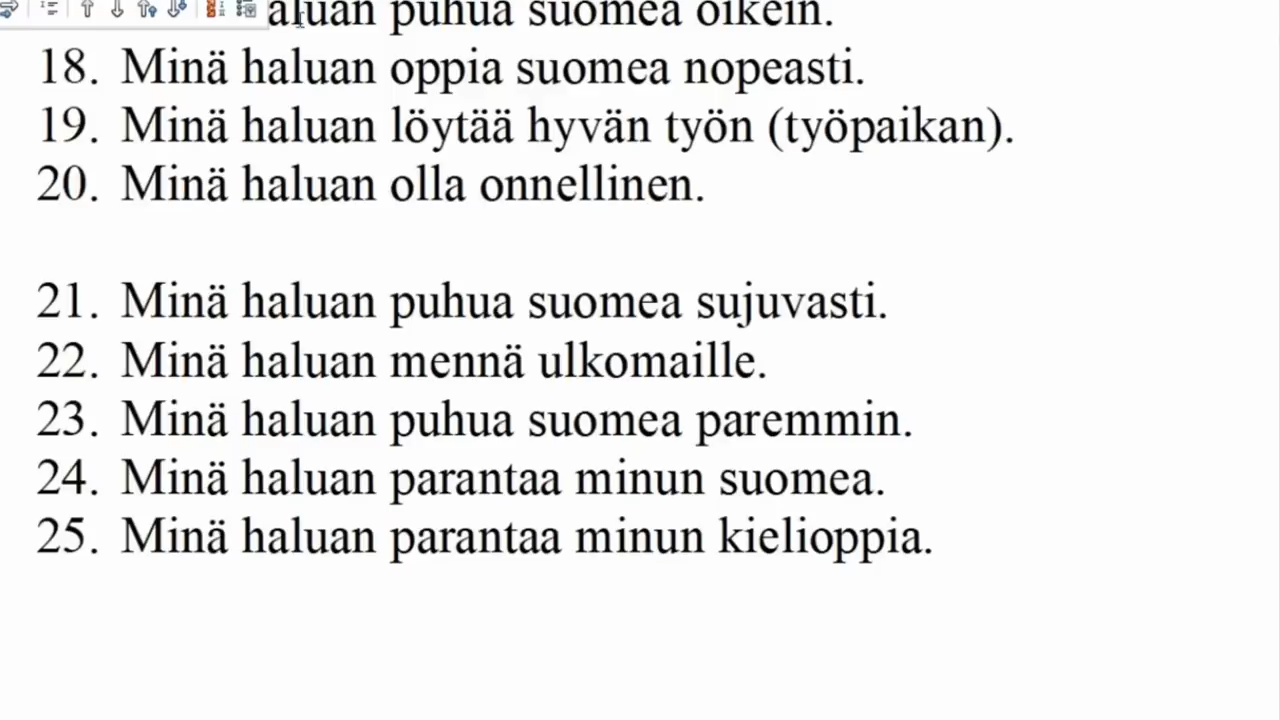 haluan puhua suomea oikein.
18. Minä haluan oppia suomea nopeasti.
19. Minä haluan löytää hyvän työn (työpaikan).
20. Minä haluan olla onnellinen.
21. Minä haluan puhua suomea sujuvasti.
22. Minä haluan mennä ulkomaille.
23. Minä haluan puhua suomea paremmin.
24. Minä haluan parantaa minun suomea.
25. Minä haluan parantaa minun kielioppia.